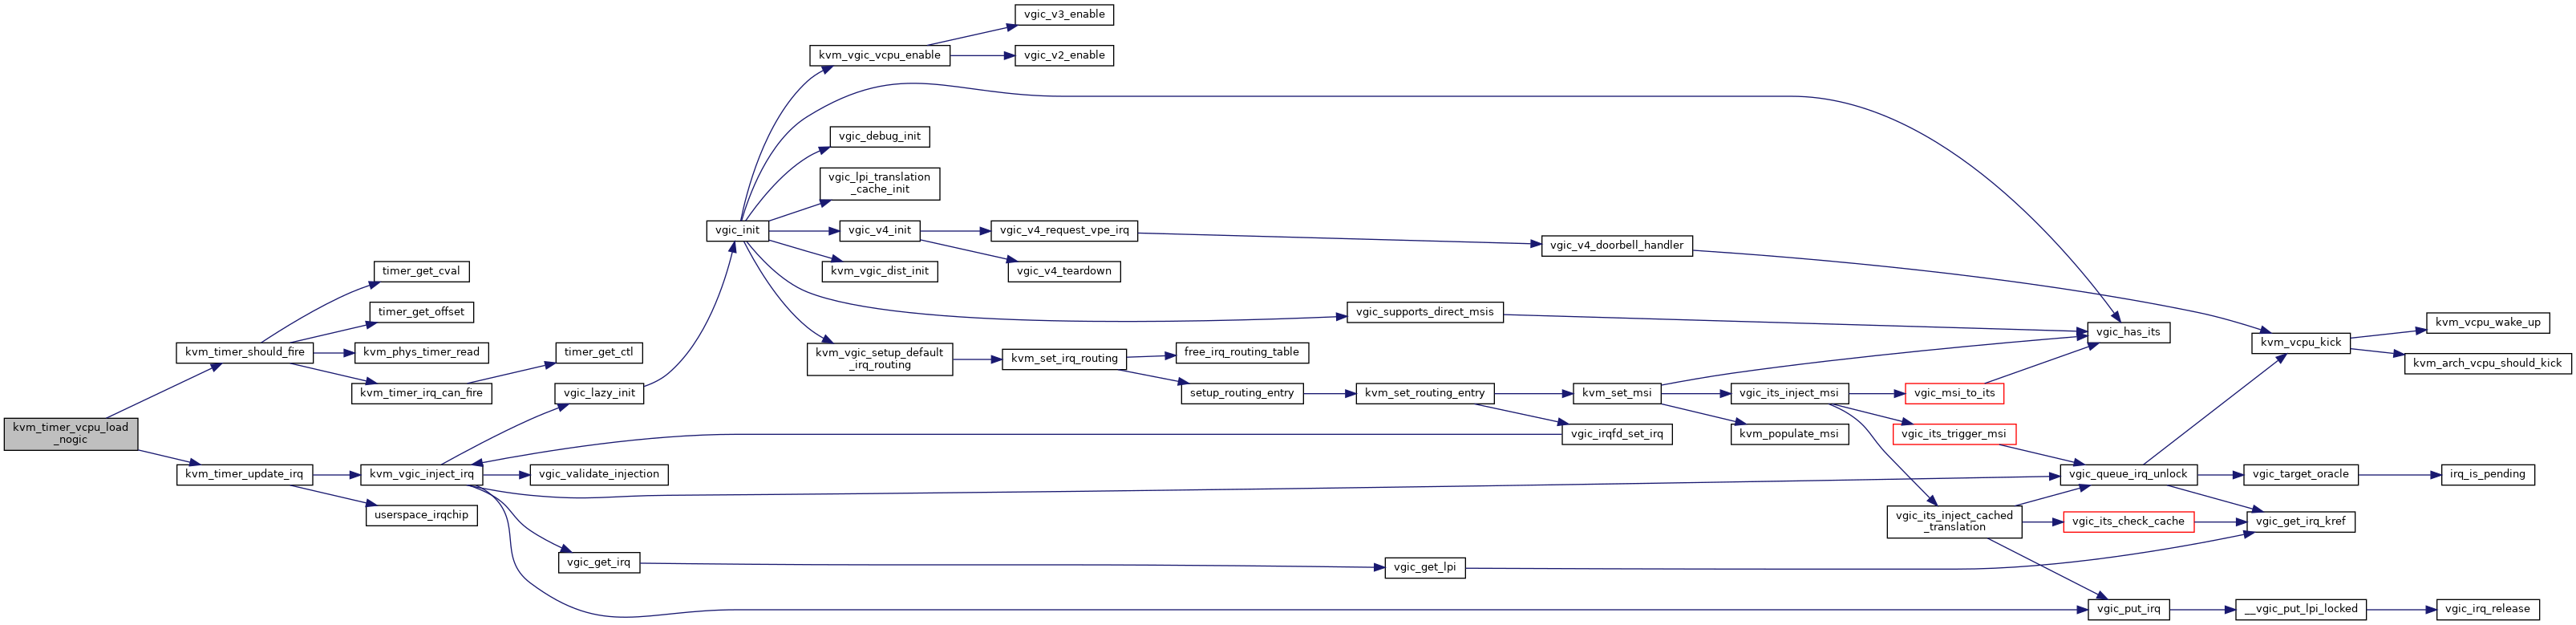 kvm_timer_vcpu_load
_nogic
kvm_timer_should_fire
kvm_timer_update_irq
timer_get_cval
timer_get_offset
kvm_phys_timer_read
kvm_timer_irq_can_fire
kvm_vgic_inject_irq
userspace_irqchip
timer_get_ctl
vgic_lazy_init
vgic_validate_injection
vgic_get_irq
vgic_init
kvm_vgic_vcpu_enable
vgic_debug_init
vgic_lpi_translation
_cache_init
vgic_v4_init
kvm_vgic_dist_init
kvm_vgic_setup_default
_irq_routing
vgic_v3_enable
vgic_v2_enable
vgic_v4_request_vpe_irq
vgic_v4_teardown
kvm_set_irq_routing
free_irq_routing_table
setup_routing_entry
vgic_supports_direct_msis
kvm_set_routing_entry
vgic_get_lpi
vgic_v4_doorbell_handler
kvm_set_msi
vgic_irqfd_set_irq
vgic_its_inject_msi
kvm_populate_msi
vgic_msi_to_its
vgic_its_trigger_msi
vgic_its_inject_cached
_translation
vgic_has_its
vgic_queue_irq_unlock
vgic_its_check_cache
vgic_put_irq
kvm_vcpu_kick
vgic_target_oracle
vgic_get_irq_kref
__vgic_put_lpi_locked
kvm_vcpu_wake_up
kvm_arch_vcpu_should_kick
irq_is_pending
vgic_irq_release